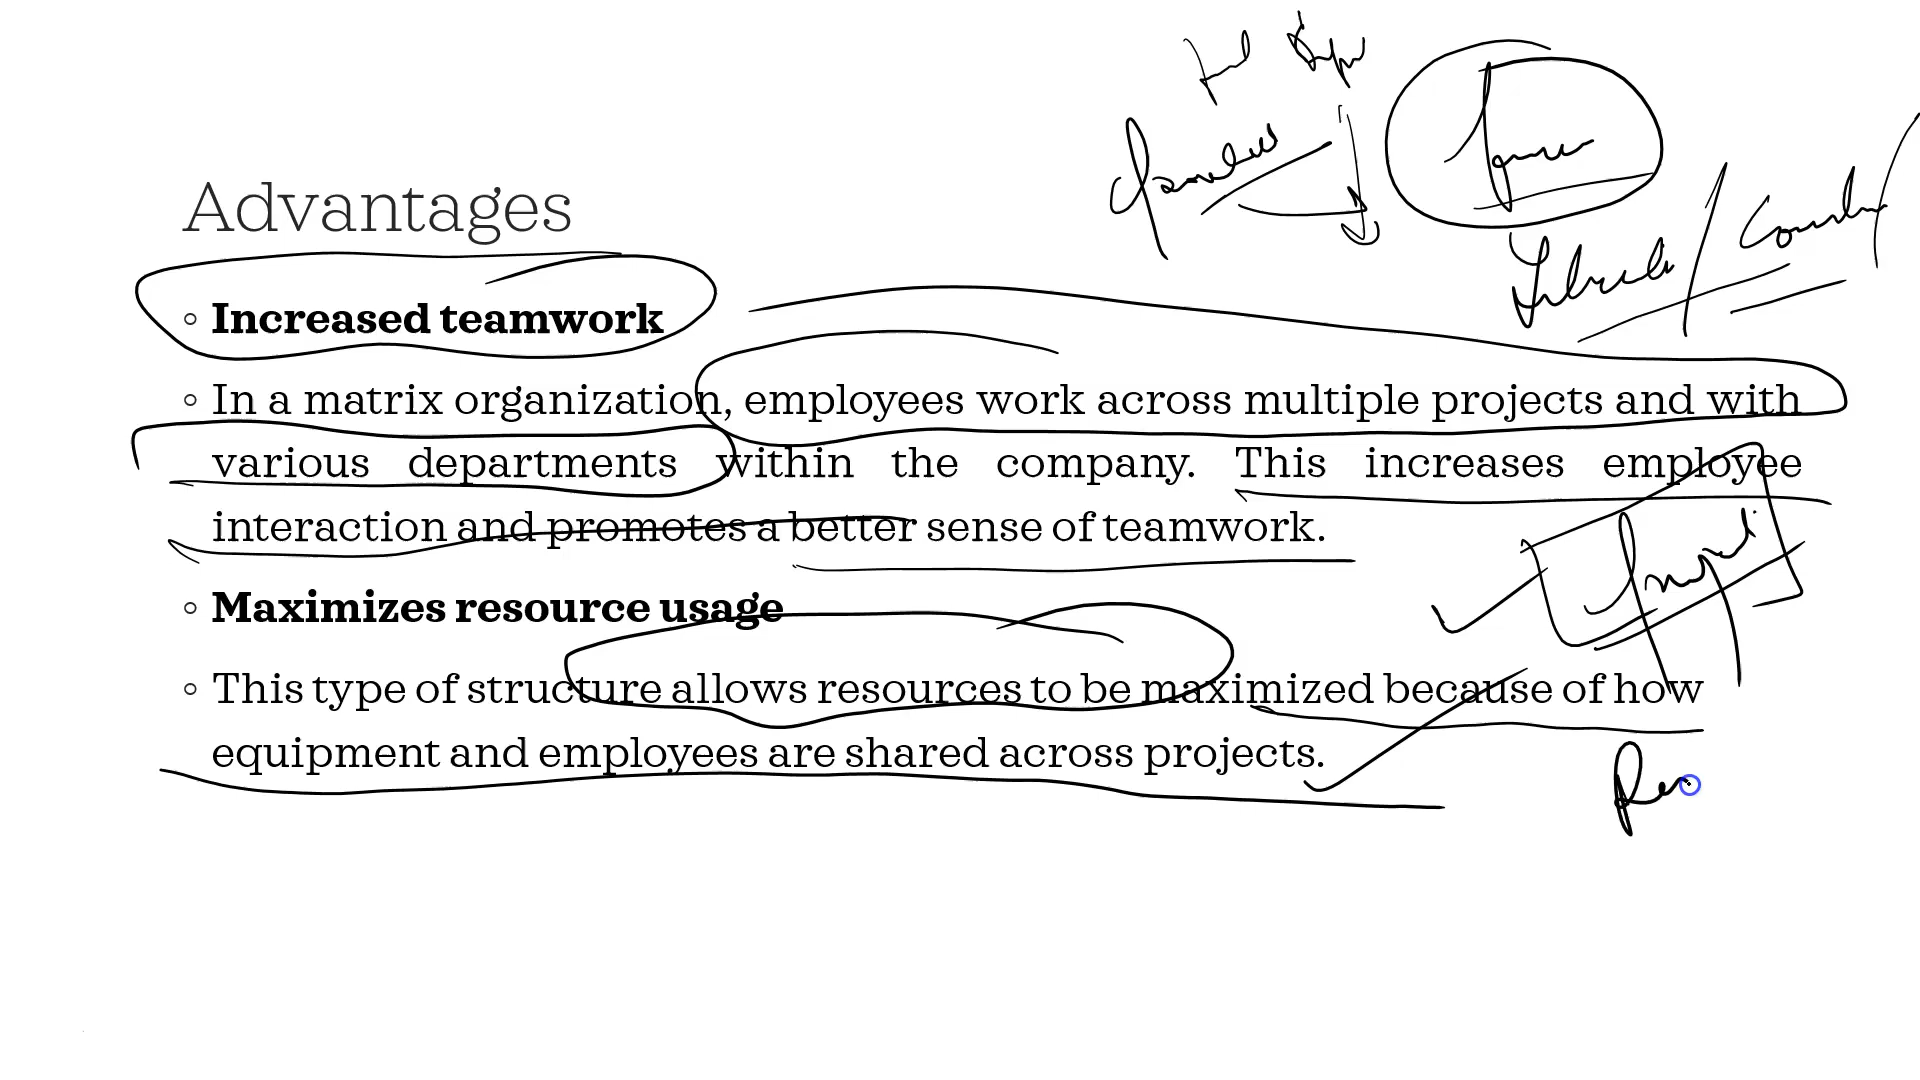 Advantages
◦ Increased teamwork
◦ In a matrix organization, employees work across multiple projects and with
various departments within the company. This increases employee
interaction and promotes a better sense of teamwork.
◦ Maximizes resource usage
◦ This type of structure allows resources to be maximized because of how
equipment and employees are shared across projects.